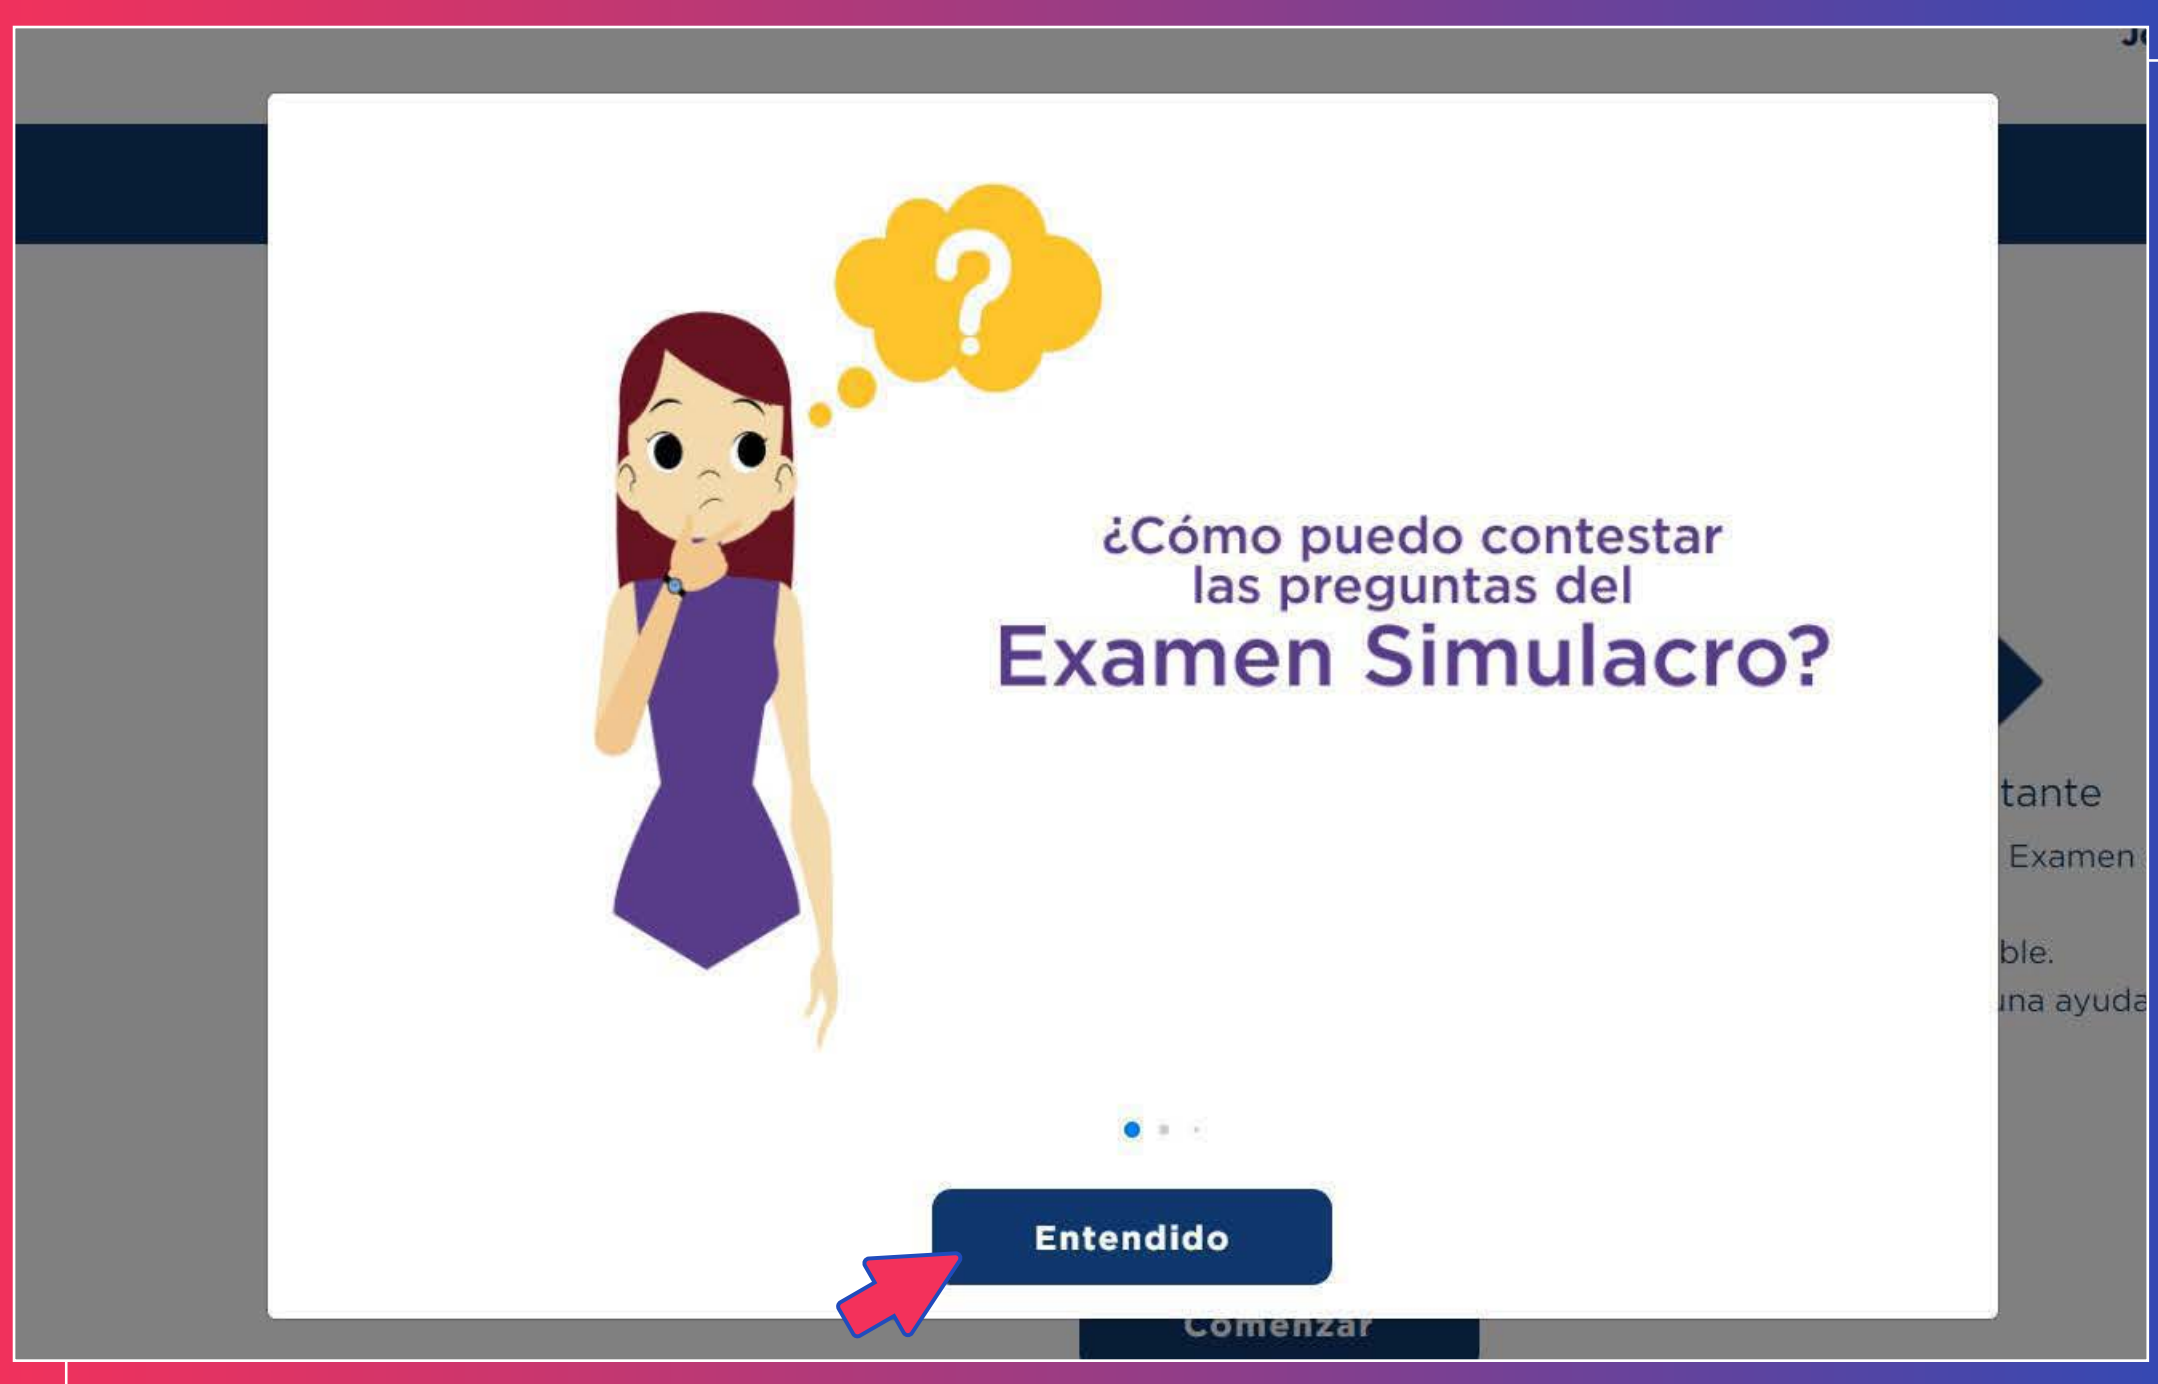 ?
¿Cómo puedo contestar
las preguntas del
Examen Simulacro?
tante
Examen
ble.
una ayuda
Entendido
Comenzar